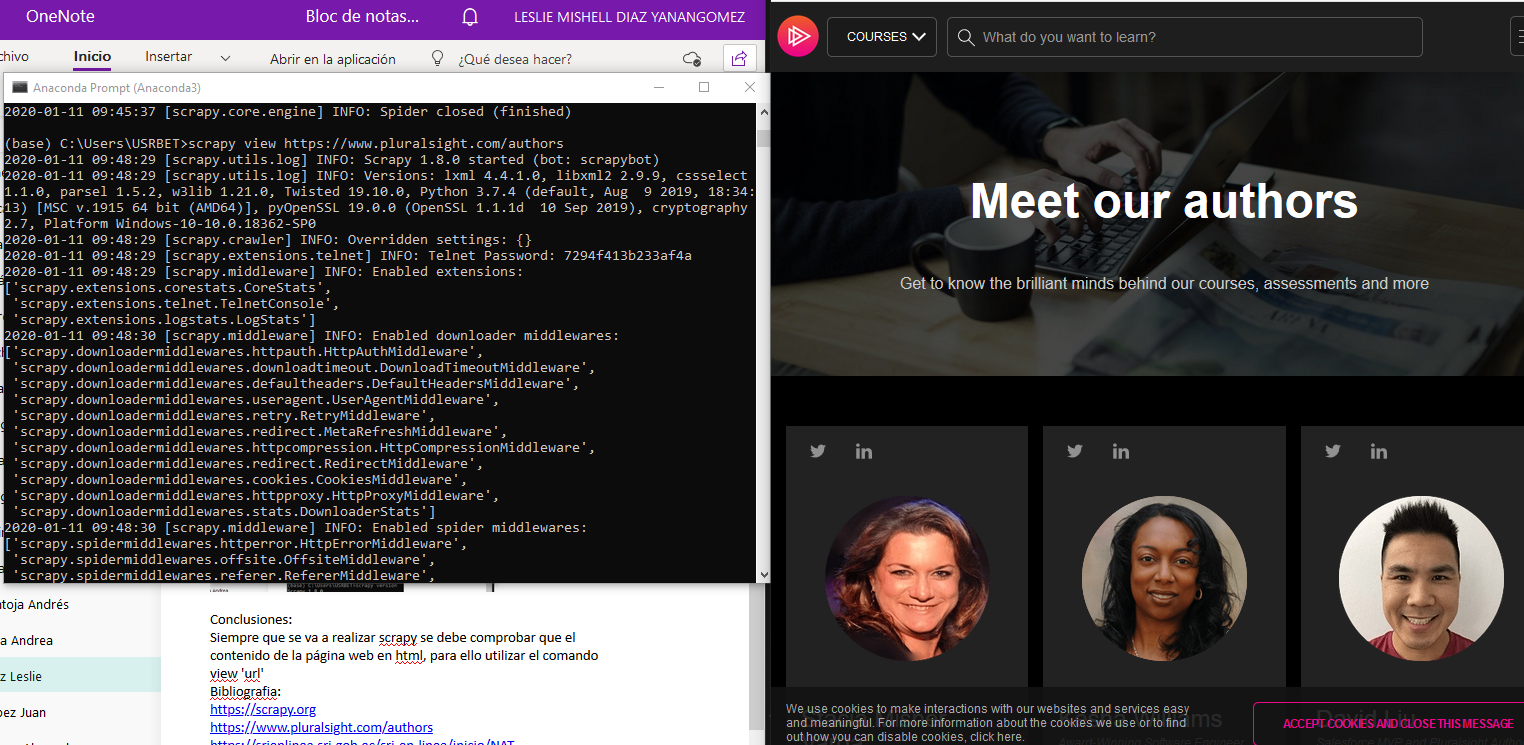 OneNote
Bloc de notas...
LESLIE MISHELL DIAZ YANANGOMEZ
chivo
Inicio
Insertar
Abrir en la aplicación
¿Qué desea hacer?
Anaconda Prompt (Anaconda3)
2020-01-11 09:45:37 [scrapy.core.engine] INFO: Spider closed (finished)
(base) C:\Users\USRBET>scrapy view https://www.pluralsight.com/authors
2020-01-11 09:48:29 [scrapy.utils.log] INFO: Scrapy 1.8.0 started (bot: scrapybot)
2020-01-11 09:48:29 [scrapy.utils.log] INFO: Versions: lxml 4.4.1.0, libxml2 2.9.9, cssselect
1.1.0, parsel 1.5.2, w3lib 1.21.0, Twisted 19.10.0, Python 3.7.4 (default, Aug  9 2019, 18:34:
13) [MSC v.1915 64 bit (AMD64)], pyOpenSSL 19.0.0 (OpenSSL 1.1.1d  10 Sep 2019), cryptography
2.7, Platform Windows-10-10.0.18362-SP0
2020-01-11 09:48:29 [scrapy.crawler] INFO: Overridden settings: {}
2020-01-11 09:48:29 [scrapy.extensions.telnet] INFO: Telnet Password: 7294f413b233af4a
2020-01-11 09:48:29 [scrapy.middleware] INFO: Enabled extensions:
['scrapy.extensions.corestats.CoreStats',
'scrapy.extensions.telnet.TelnetConsole',
'scrapy.extensions.logstats.LogStats']
2020-01-11 09:48:30 [scrapy.middleware] INFO: Enabled downloader middlewares:
['scrapy.downloadermiddlewares.httpauth.HttpAuthMiddleware',
'scrapy.downloadermiddlewares.downloadtimeout.DownloadTimeoutMiddleware',
'scrapy.downloadermiddlewares.defaultheaders.DefaultHeadersMiddleware',
'scrapy.downloadermiddlewares.useragent.UserAgentMiddleware',
'scrapy.downloadermiddlewares.retry.RetryMiddleware',
'scrapy.downloadermiddlewares.redirect.MetaRefreshMiddleware',
'scrapy.downloadermiddlewares.httpcompression.HttpCompressionMiddleware',
'scrapy.downloadermiddlewares.redirect.RedirectMiddleware',
'scrapy.downloadermiddlewares.cookies.CookiesMiddleware',
'scrapy.downloadermiddlewares.httpproxy.HttpProxyMiddleware',
'scrapy.downloadermiddlewares.stats.DownloaderStats']
2020-01-11 09:48:30 [scrapy.middleware] INFO: Enabled spider middlewares:
['scrapy.spidermiddlewares.httperror.HttpErrorMiddleware',
'scrapy.spidermiddlewares.offsite.OffsiteMiddleware',
'scrapy.spidermiddlewares.referer.RefererMiddleware',
ntoja Andrés
a Andrea
z Leslie
pez Juan
Conclusiones:
Siempre que se va a realizar scrapy se debe comprobar que el
contenido de la página web en html, para ello utilizar el comando
view 'url'
Bibliografia:
https://scrapy.org
https://www.pluralsight.com/authors
COURSES
What do you want to learn?
Meet our authors
Get to know the brilliant minds behind our courses, assessments and more
We use cookies to make interactions with our websites and services easy
and meaningful. For more information about the cookies we use or to find
out how you can disable cookies, click here.
ACCEPT COOKIES AND CLOSE THIS MESSAGE